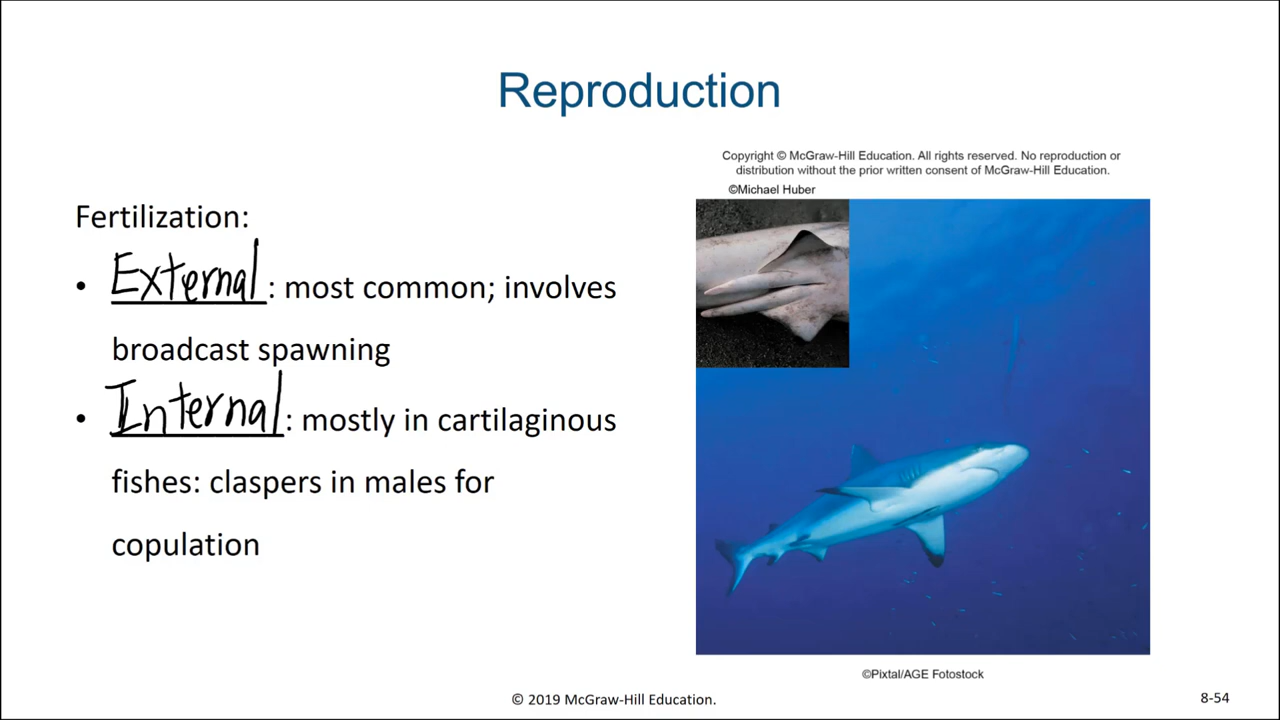 Reproduction
Copyright © McGraw-Hill Education. All rights reserved. No reproduction or
distribution without the prior written consent of McGraw-Hill Education.
©Michael Huber
Fertilization:
• External: most common; involves
broadcast spawning
• Internal: mostly in cartilaginous
fishes: claspers in males for
copulation
©Pixtal/AGE Fotostock
© 2019 McGraw-Hill Education.
8-54